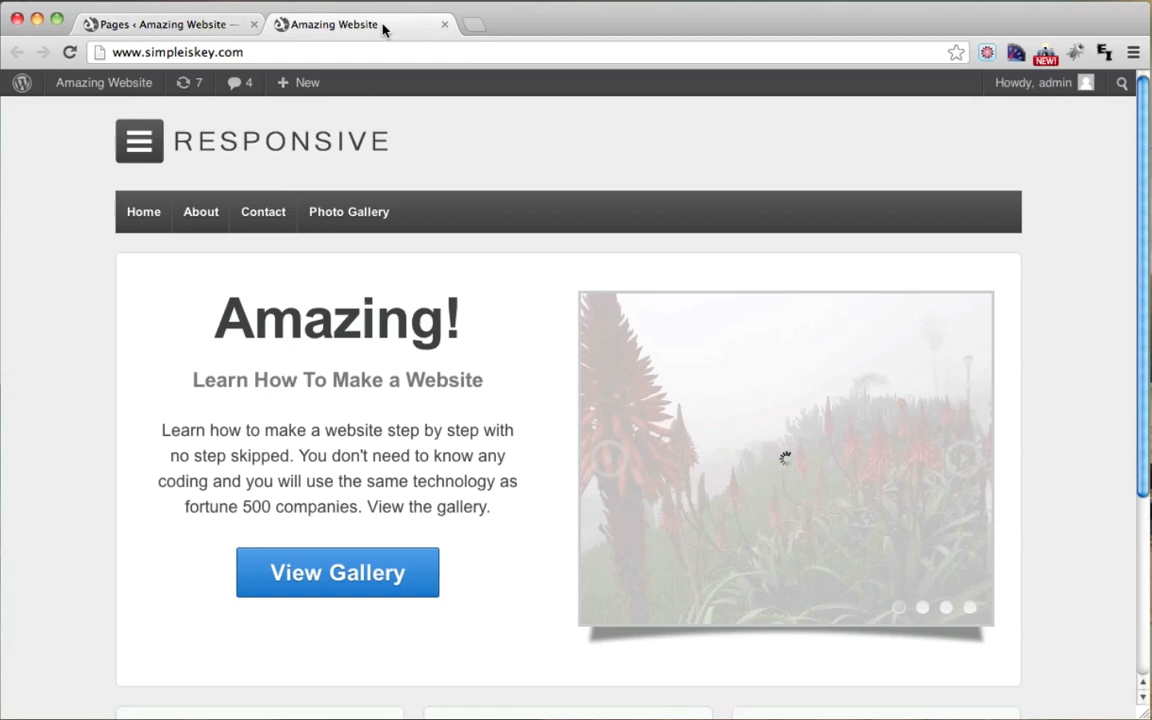 Pages ‹ Amazing Website —
Amazing Website
www.simpleiskey.com
NEW!
Amazing Website
7
4
+ New
Howdy, admin
RESPONSIVE
Home
About
Contact
Photo Gallery
Amazing!
Learn How To Make a Website
Learn how to make a website step by step with
no step skipped. You don't need to know any
coding and you will use the same technology as
fortune 500 companies. View the gallery.
View Gallery